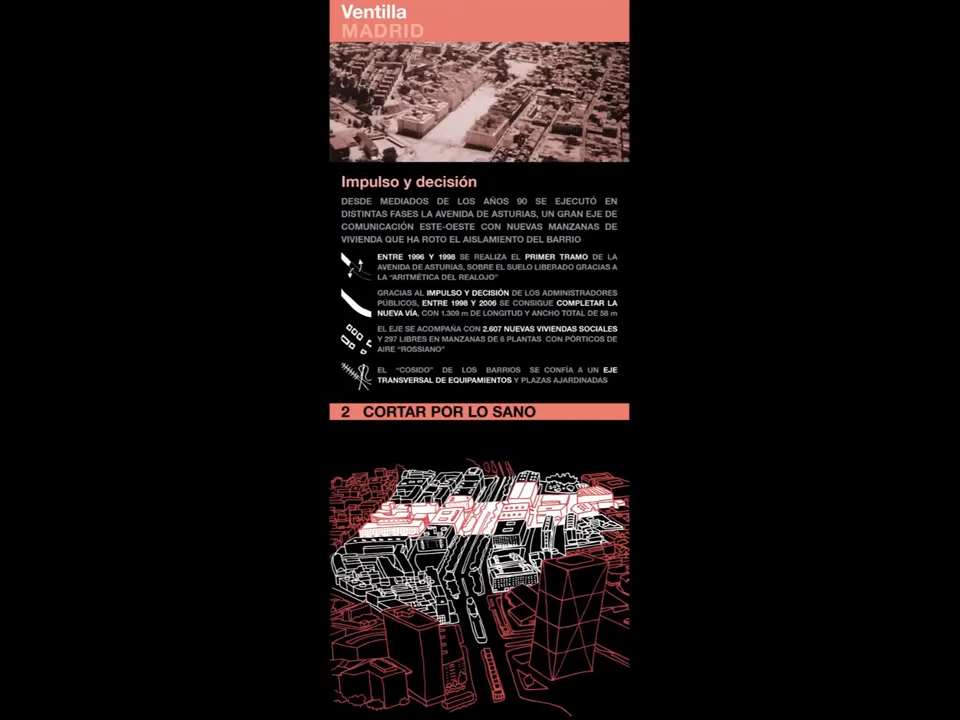 Ventilla
MADRID
Impulso y decisión
DESDE MEDIADOS DE LOS AÑOS 90 SE EJECUTÓ EN
DISTINTAS FASES LA AVENIDA DE ASTURIAS, UN GRAN EJE DE
COMUNICACIÓN ESTE-OESTE CON NUEVAS MANZANAS DE
VIVIENDA QUE HA ROTO EL AISLAMIENTO DEL BARRIO
ENTRE 1996 Y 1998 SE REALIZA EL PRIMER TRAMO DE LA
AVENIDA DE ASTURIAS, SOBRE EL SUELO LIBERADO GRACIAS A
LA “ARITMÉTICA DEL REALOJO”
GRACIAS AL IMPULSO Y DECISIÓN DE LOS ADMINISTRADORES
PÚBLICOS, ENTRE 1998 Y 2006 SE CONSIGUE COMPLETAR LA
NUEVA VÍA, CON 1.309 m DE LONGITUD Y ANCHO TOTAL DE 58 m
EL EJE SE ACOMPAÑA CON 2.607 NUEVAS VIVIENDAS SOCIALES
Y 297 LIBRES EN MANZANAS DE 6 PLANTAS CON PÓRTICOS DE
AIRE “ROSSIANO”
EL “COSIDO” DE LOS BARRIOS SE CONFÍA A UN EJE
TRANSVERSAL DE EQUIPAMIENTOS Y PLAZAS AJARDINADAS
2 CORTAR POR LO SANO